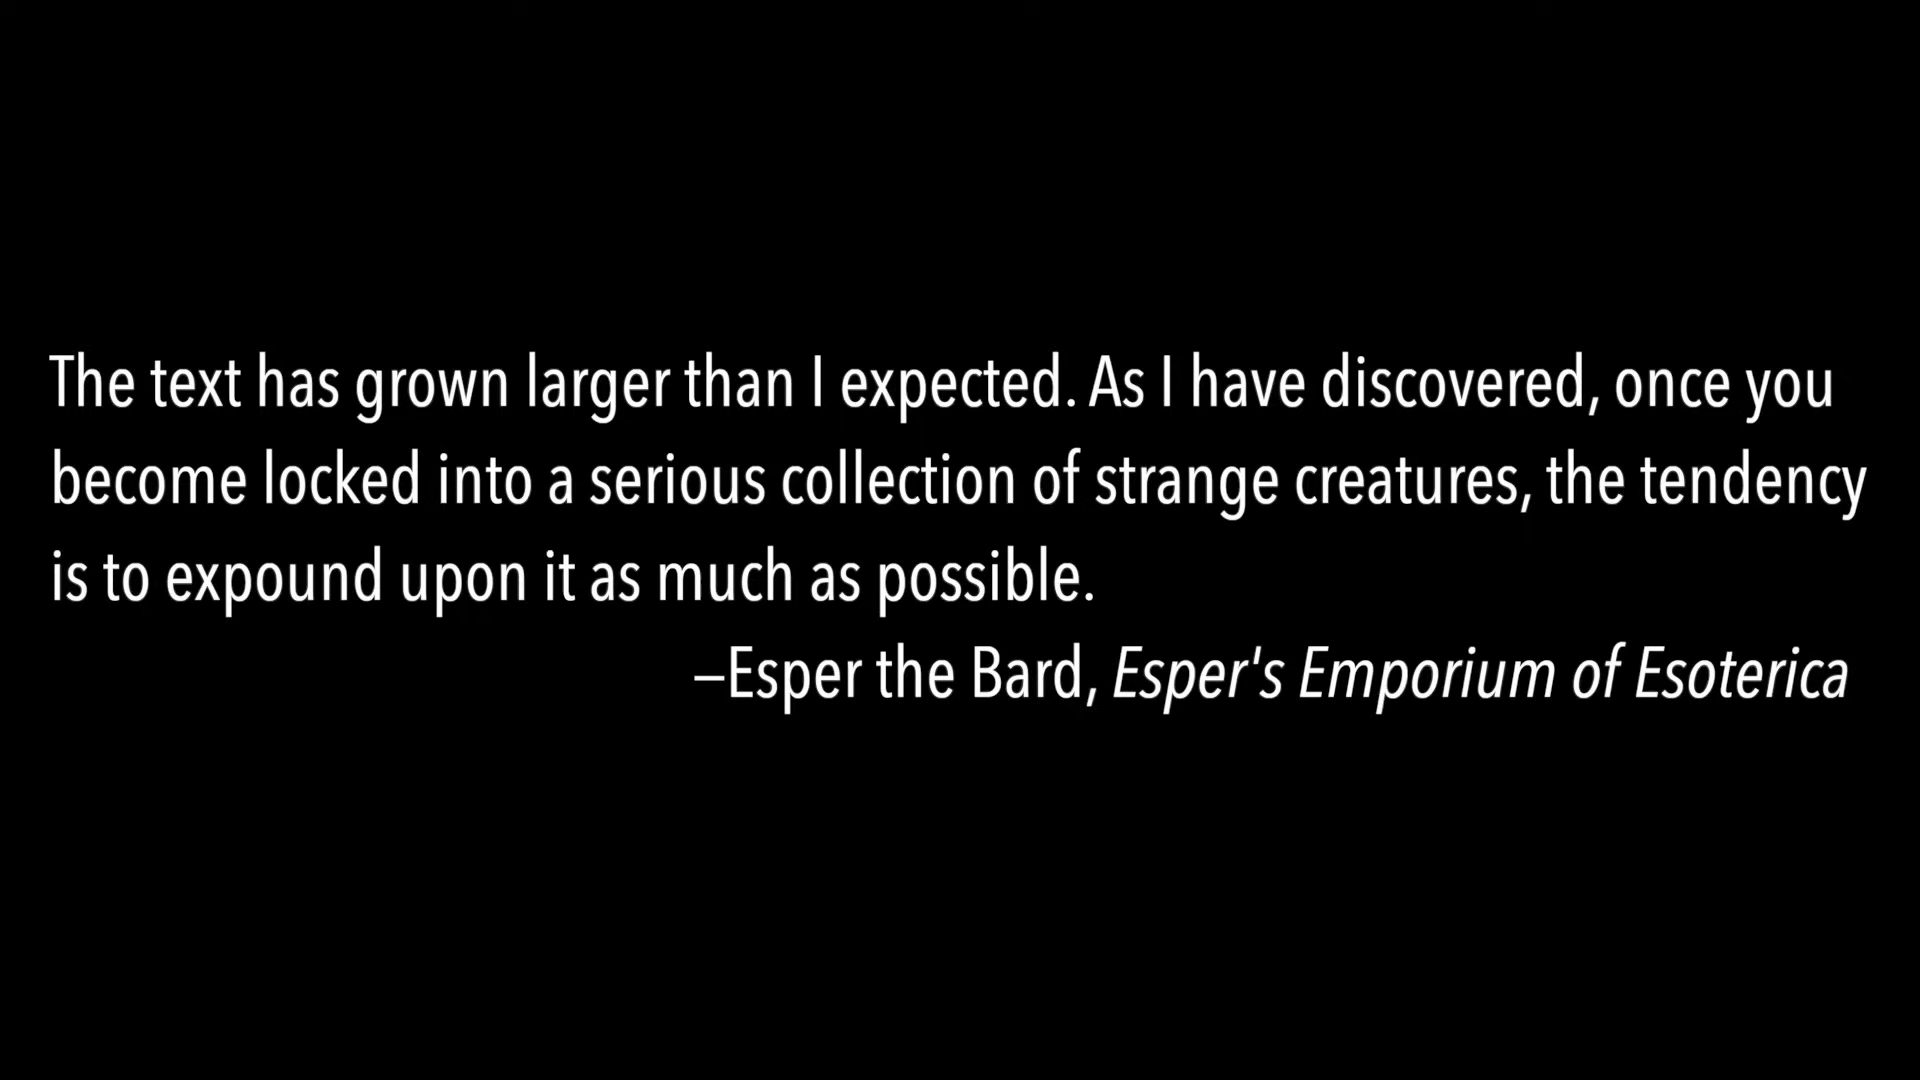 The text has grown larger than I expected. As I have discovered, once you
become locked into a serious collection of strange creatures, the tendency
is to expound upon it as much as possible.
–Esper the Bard, Esper's Emporium of Esoterica